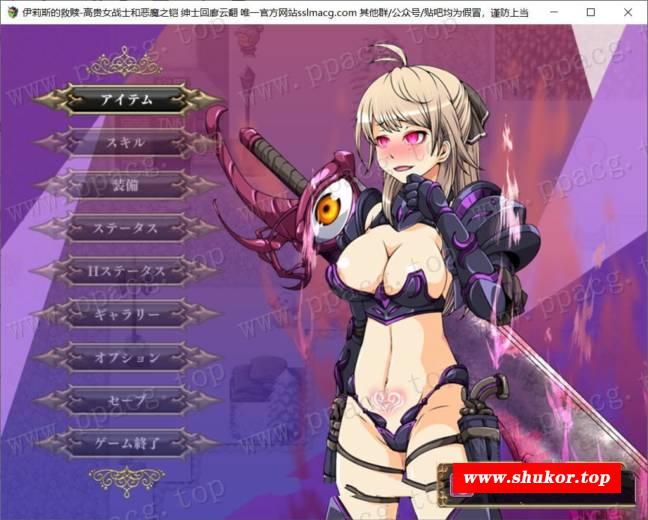 伊莉斯的救赎-高贵女战士和恶魔之铠 绅士回廊云翻 唯一官方网站sslmacg.com 其他群/公众号/贴吧均为假冒，谨防上当
アイテム
スキル
装備
ステータス
Hステータス
ギャラリー
オプション
セーブ
ゲーム終了
www.ppacg.top
www.shukor.top